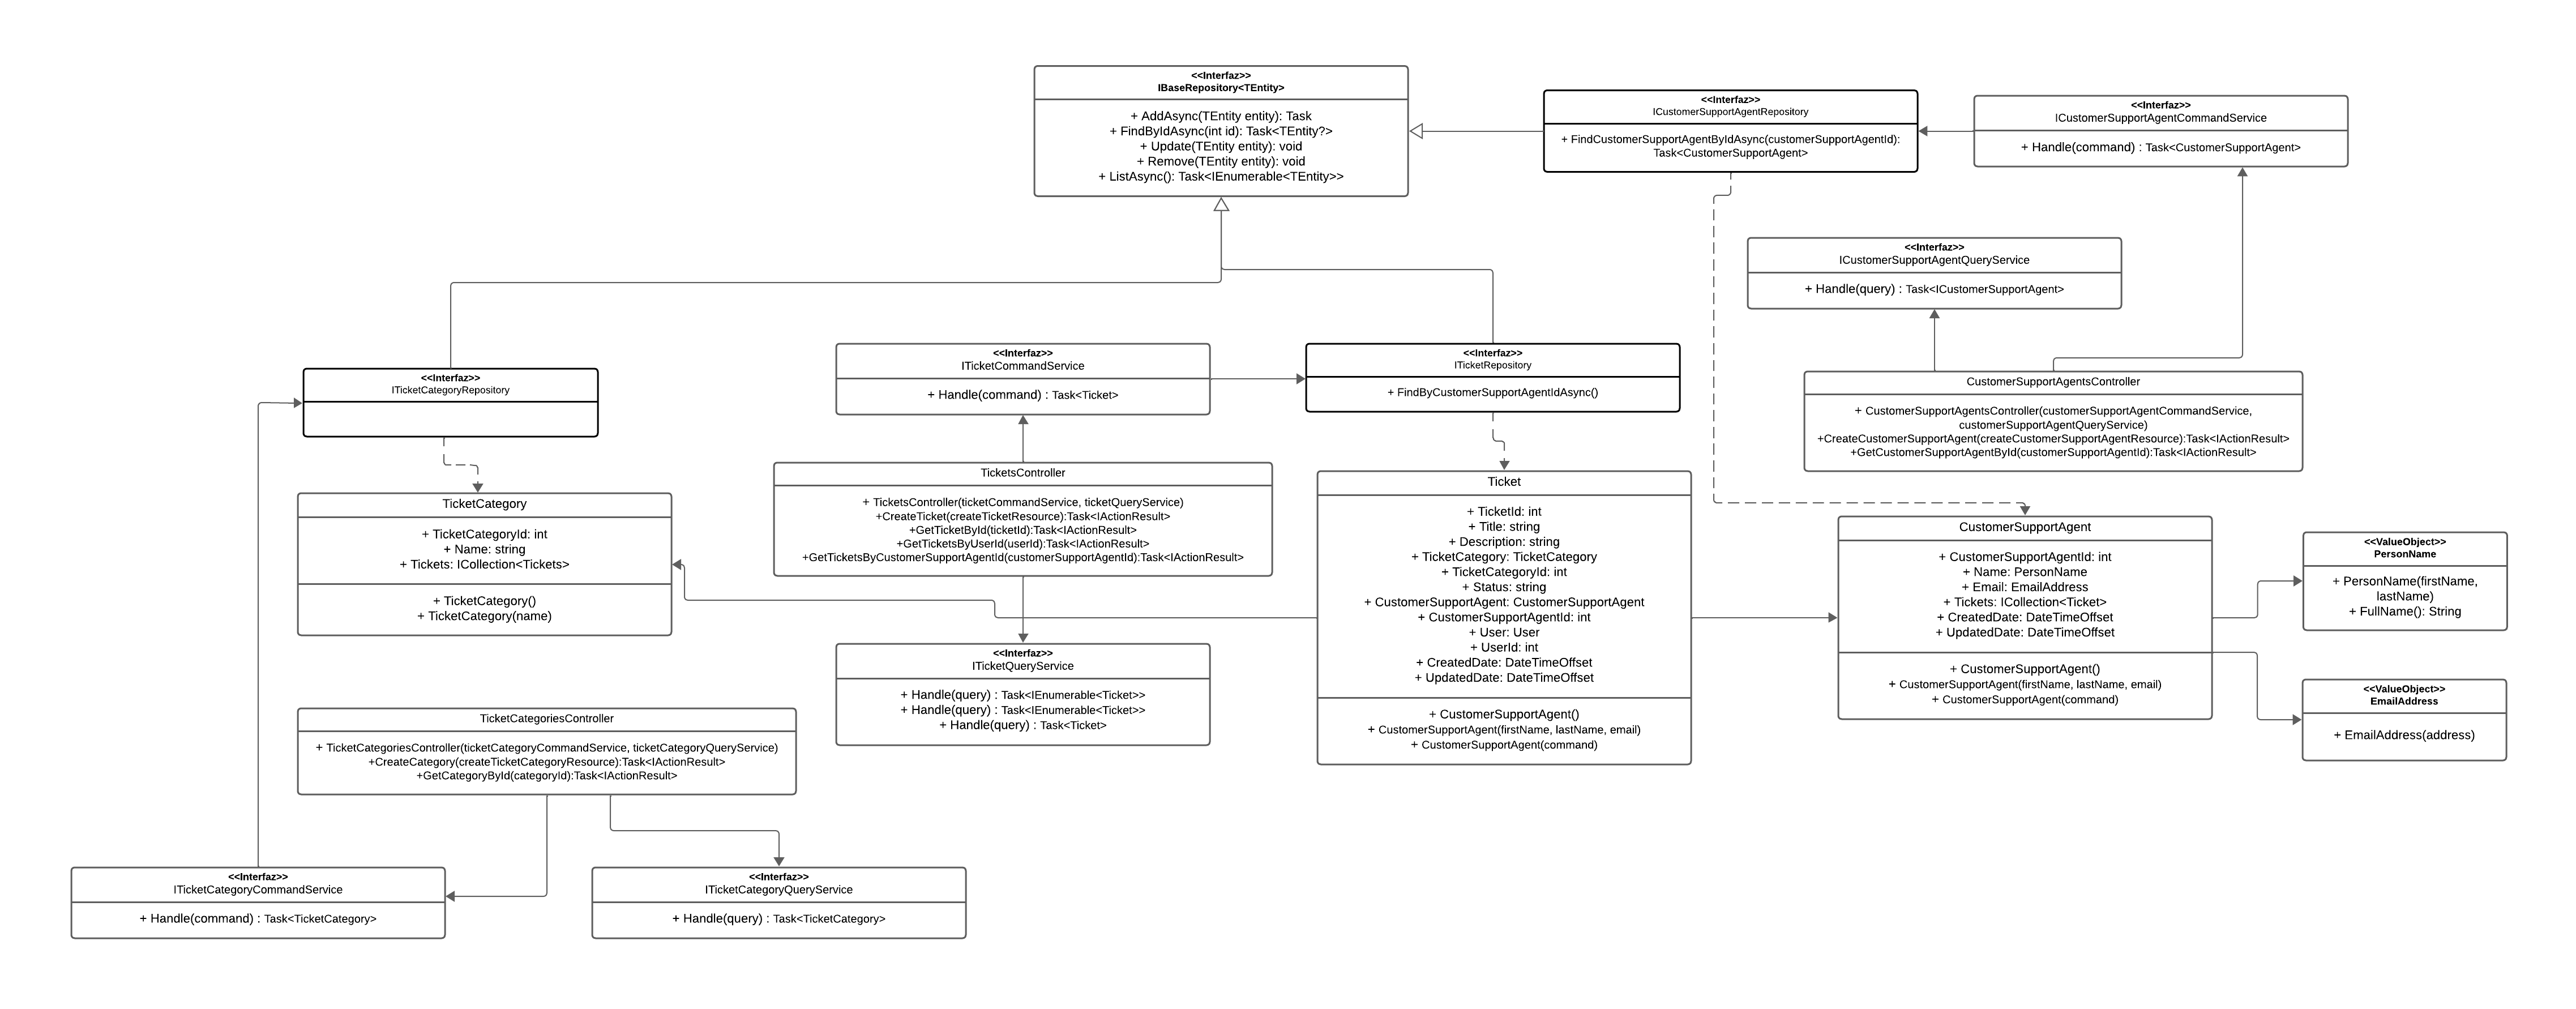 <<Interfaz>>
IBaseRepository<TEntity>
+ AddAsync(TEntity entity): Task
+ FindByIdAsync(int id): Task<TEntity?>
+ Update(TEntity entity): void
+ Remove(TEntity entity): void
+ ListAsync(): Task<IEnumerable<TEntity>>
<<Interfaz>>
ICustomerSupportAgentRepository
+ FindCustomerSupportAgentByIdAsync(customerSupportAgentId):
Task<CustomerSupportAgent>
<<Interfaz>>
ICustomerSupportAgentCommandService
+ Handle(command) : Task<CustomerSupportAgent>
<<Interfaz>>
ICustomerSupportAgentQueryService
+ Handle(query) : Task<ICustomerSupportAgent>
<<Interfaz>>
ITicketCategoryRepository
<<Interfaz>>
ITicketCommandService
+ Handle(command) : Task<Ticket>
<<Interfaz>>
ITicketRepository
+ FindByCustomerSupportAgentIdAsync()
CustomerSupportAgentsController
+ CustomerSupportAgentsController(customerSupportAgentCommandService,
customerSupportAgentQueryService)
+CreateCustomerSupportAgent(createCustomerSupportAgentResource):Task<IActionResult>
+GetCustomerSupportAgentById(customerSupportAgentId):Task<IActionResult>
TicketCategory
+ TicketCategoryId: int
+ Name: string
+ Tickets: ICollection<Tickets>
+ TicketCategory()
+ TicketCategory(name)
TicketsController
+ TicketsController(ticketCommandService, ticketQueryService)
+CreateTicket(createTicketResource):Task<IActionResult>
+GetTicketById(ticketId):Task<IActionResult>
+GetTicketsByUserId(userId):Task<IActionResult>
+GetTicketsByCustomerSupportAgentId(customerSupportAgentId):Task<IActionResult>
Ticket
+ TicketId: int
+ Title: string
+ Description: string
+ TicketCategory: TicketCategory
+ TicketCategoryId: int
+ Status: string
+ CustomerSupportAgent: CustomerSupportAgent
+ CustomerSupportAgentId: int
+ User: User
+ UserId: int
+ CreatedDate: DateTimeOffset
+ UpdatedDate: DateTimeOffset
+ CustomerSupportAgent()
+ CustomerSupportAgent(firstName, lastName, email)
+ CustomerSupportAgent(command)
CustomerSupportAgent
+ CustomerSupportAgentId: int
+ Name: PersonName
+ Email: EmailAddress
+ Tickets: ICollection<Ticket>
+ CreatedDate: DateTimeOffset
+ UpdatedDate: DateTimeOffset
+ CustomerSupportAgent()
+ CustomerSupportAgent(firstName, lastName, email)
+ CustomerSupportAgent(command)
<<ValueObject>>
PersonName
+ PersonName(firstName,
lastName)
+ FullName(): String
<<ValueObject>>
EmailAddress
+ EmailAddress(address)
<<Interfaz>>
ITicketQueryService
+ Handle(query) : Task<IEnumerable<Ticket>>
+ Handle(query) : Task<IEnumerable<Ticket>>
+ Handle(query) : Task<Ticket>
TicketCategoriesController
+ TicketCategoriesController(ticketCategoryCommandService, ticketCategoryQueryService)
+CreateCategory(createTicketCategoryResource):Task<IActionResult>
+GetCategoryById(categoryId):Task<IActionResult>
<<Interfaz>>
ITicketCategoryCommandService
+ Handle(command) : Task<TicketCategory>
<<Interfaz>>
ITicketCategoryQueryService
+ Handle(query) : Task<TicketCategory>